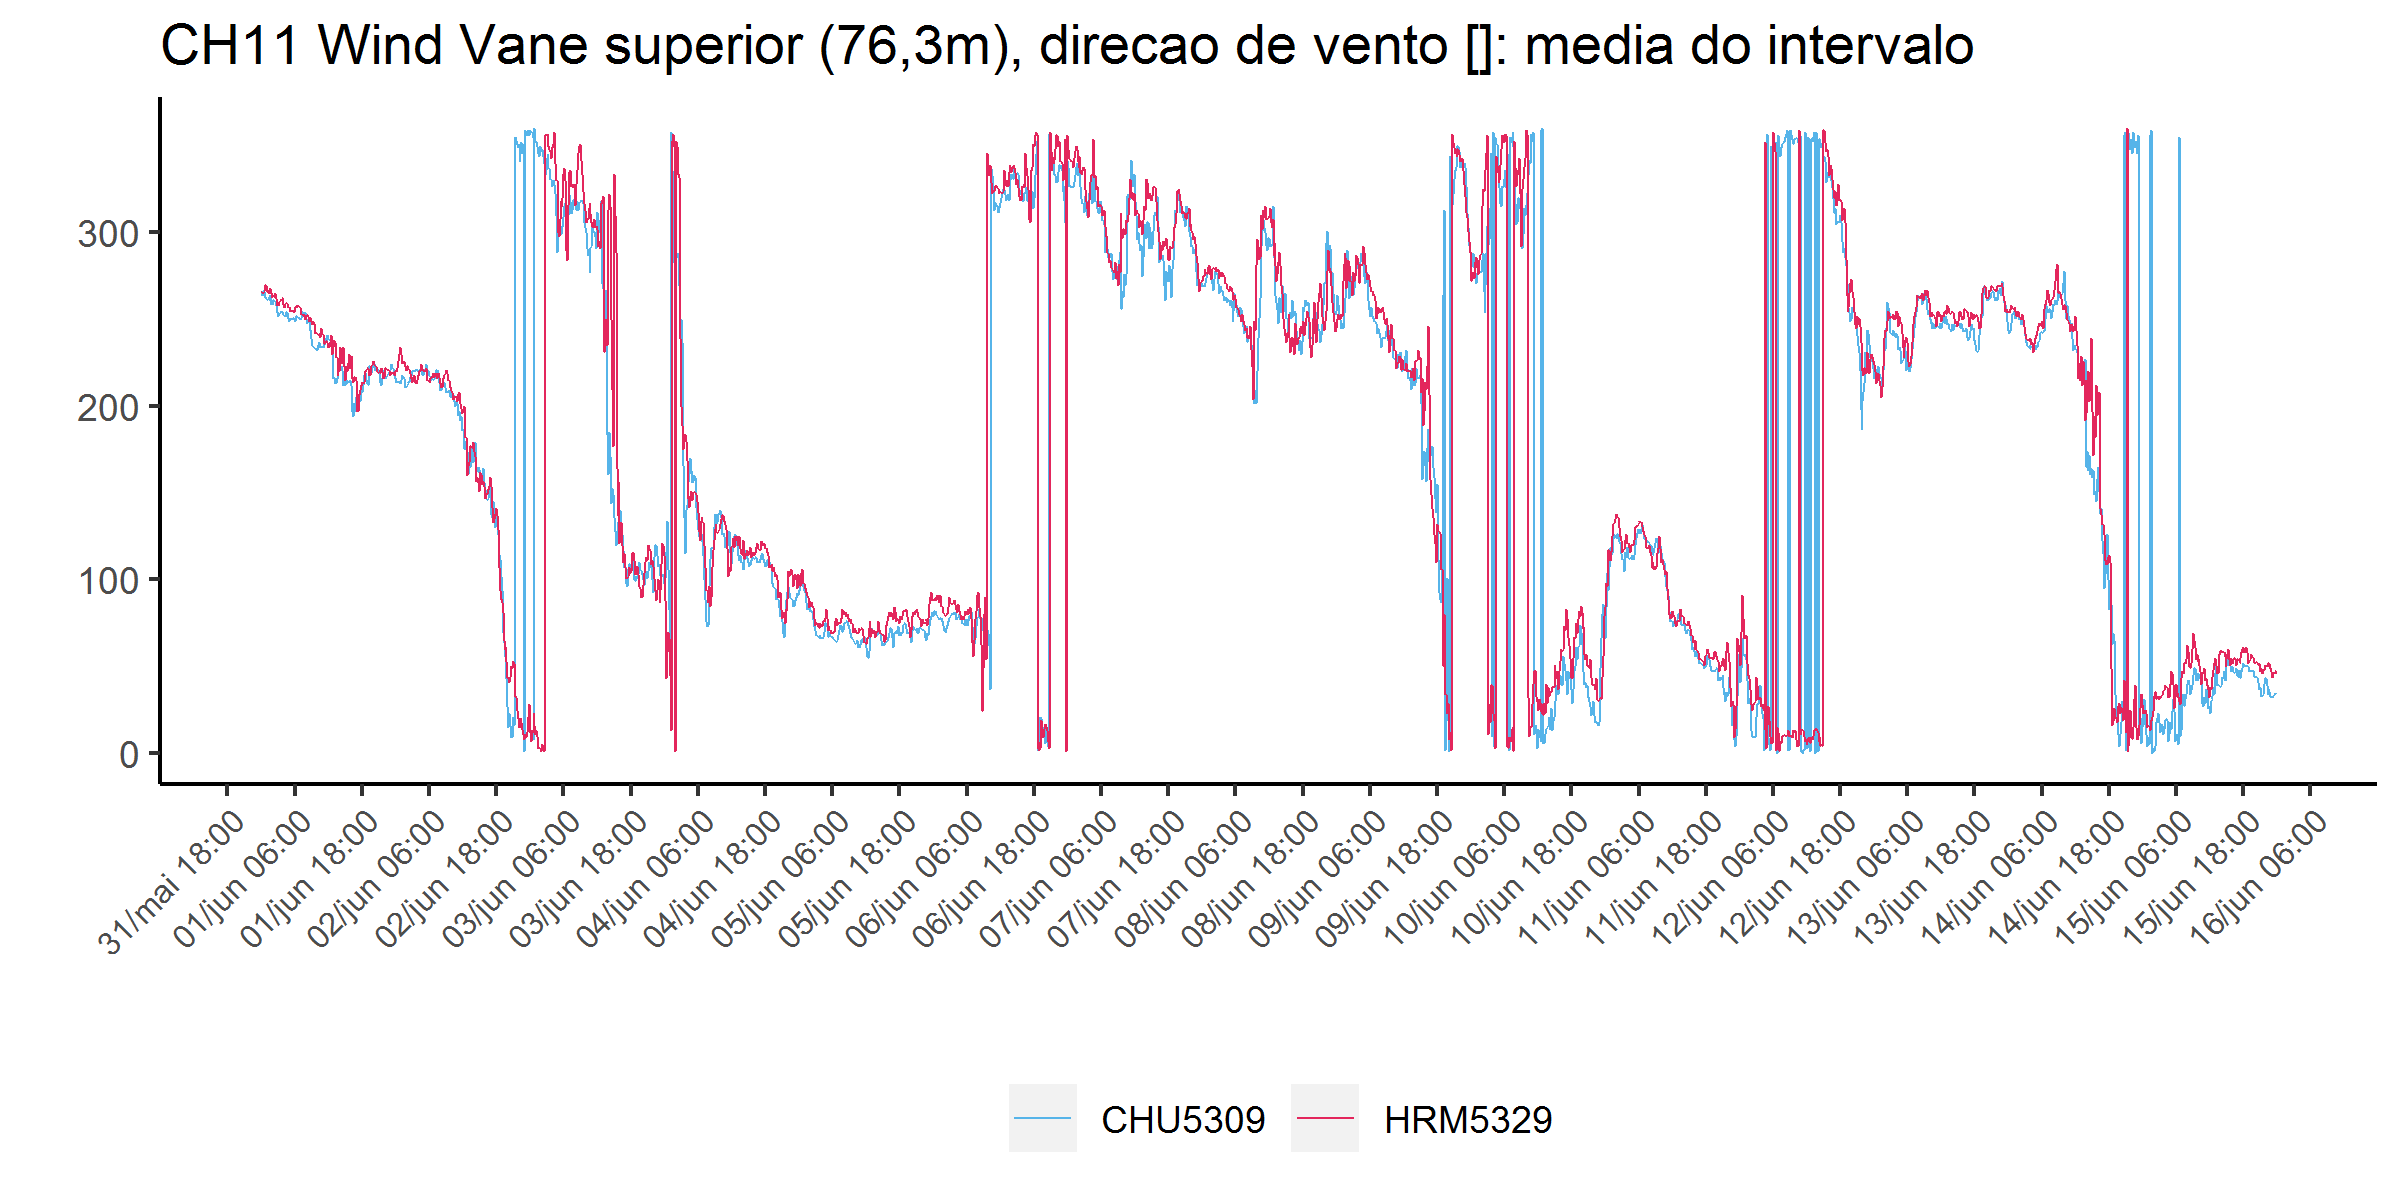 CH11 Wind Vane superior (76,3m), direcao de vento []: media do intervalo
300
200
100
0
31/mai 18:00
01/jun 06:00
01/jun 18:00
02/jun 06:00
02/jun 18:00
03/jun 06:00
03/jun 18:00
04/jun 06:00
04/jun 18:00
05/jun 06:00
05/jun 18:00
06/jun 06:00
06/jun 18:00
07/jun 06:00
07/jun 18:00
08/jun 06:00
08/jun 18:00
09/jun 06:00
09/jun 18:00
10/jun 06:00
10/jun 18:00
11/jun 06:00
11/jun 18:00
12/jun 06:00
12/jun 18:00
13/jun 06:00
13/jun 18:00
14/jun 06:00
14/jun 18:00
15/jun 06:00
15/jun 18:00
16/jun 06:00
CHU5309
HRM5329